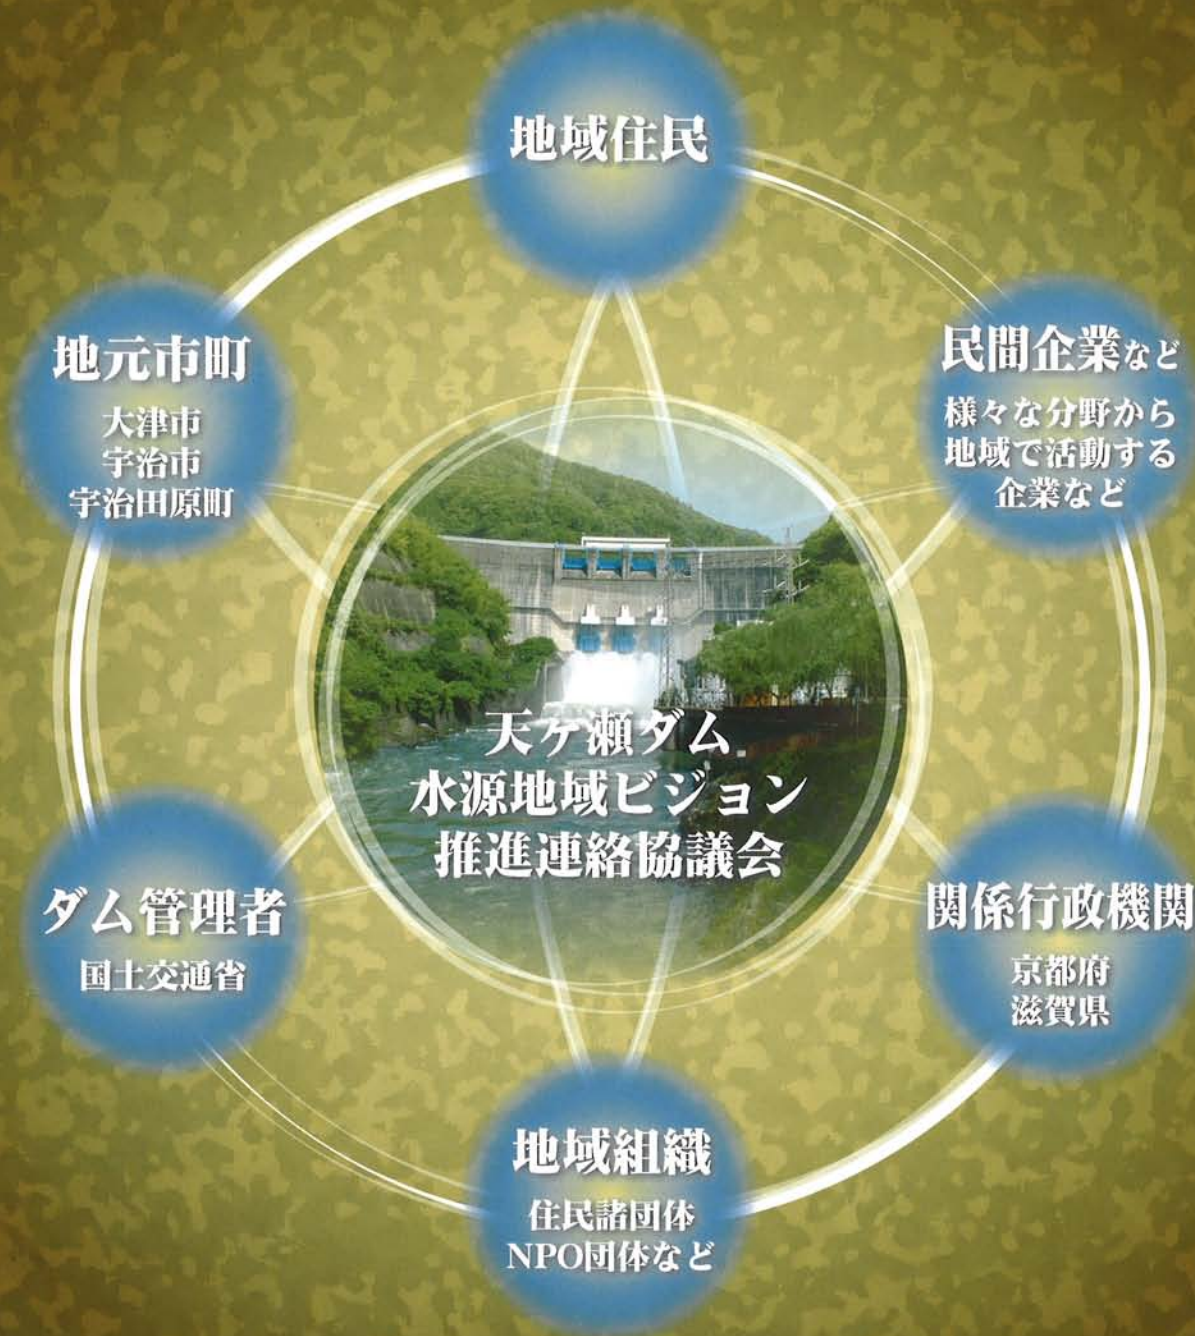 地域住民
地元市町
大津市
宇治市
宇治田原町
民間企業など
様々な分野から
地域で活動する
企業など
天ケ瀬ダム
水源地域ビジョン
推進連絡協議会
ダム管理者
国土交通省
関係行政機関
京都府
滋賀県
地域組織
住民諸団体
NPO団体など